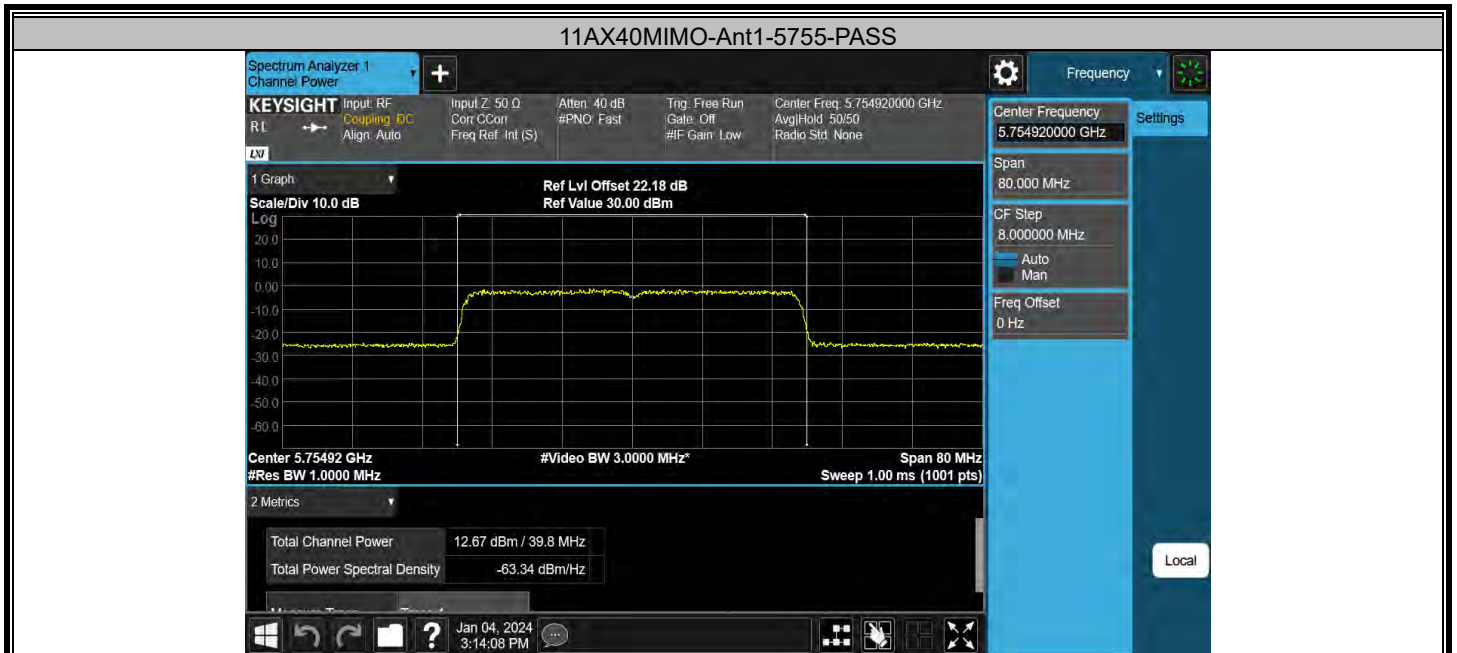 11AX40MIMO-Ant1-5755-PASS
Spectrum Analyzer 1
Channel Power
+
Frequency
KEYSIGHT
RL
LXI
Input: RF
Coupling: DC
Align: Auto
Input Z: 50 Ω
Corr CCorr
Freq Ref: Int (S)
Atten: 40 dB
#PNO: Fast
Trig: Free Run
Gate: Off
#IF Gain: Low
Center Freq: 5.754920000 GHz
Avg|Hold: 50/50
Radio Std: None
Center Frequency
5.754920000 GHz
Settings
Span
80.000 MHz
CF Step
8.000000 MHz
Auto
Man
Freq Offset
0 Hz
1 Graph
Ref Lvl Offset 22.18 dB
Scale/Div 10.0 dB
Ref Value 30.00 dBm
Log
20.0
10.0
0.00
-10.0
-20.0
-30.0
-40.0
-50.0
-60.0
Center 5.75492 GHz
#Video BW 3.0000 MHz*
Span 80 MHz
#Res BW 1.0000 MHz
Sweep 1.00 ms (1001 pts)
2 Metrics
Total Channel Power
12.67 dBm / 39.8 MHz
Total Power Spectral Density
-63.34 dBm/Hz
Local
?
Jan 04, 2024
3:14:08 PM